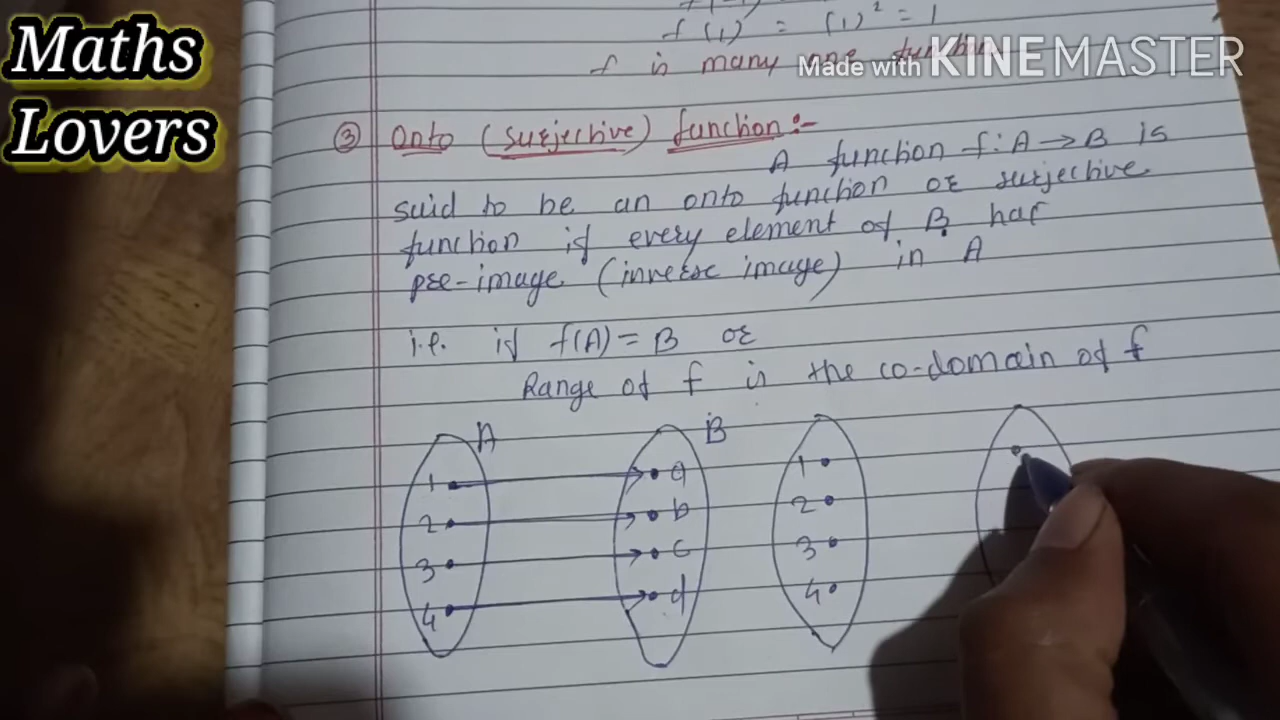 Maths
Lovers
Made with KINEMASTER
f(1) = (1)² = 1
f is many one function
③ Onto (surjective) function:-
A function f: A → B is
said to be an onto function or surjective
function if every element of B has
pre-image (inverse image) in A
i.e. if f(A) = B or
Range of f is the co-domain of f
A B
1 a 1
2 b 2
3 c 3
4 d 4